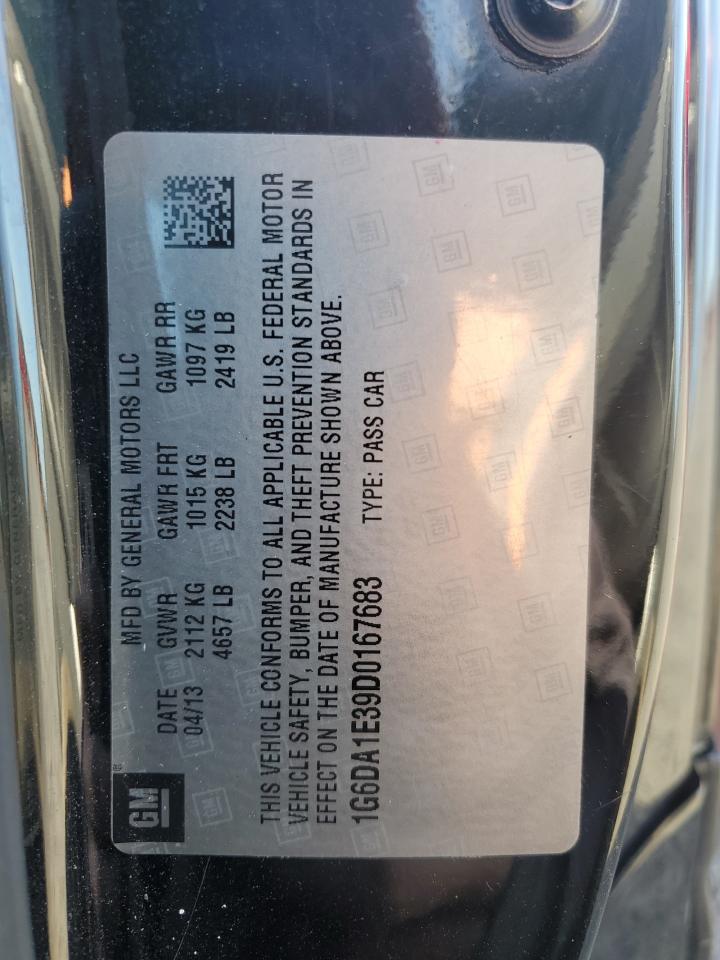 GM
MFD BY GENERAL MOTORS LLC
DATE GVWR GAWR FRT GAWR RR
04/13 2112 KG 1015 KG 1097 KG
4657 LB 2238 LB 2419 LB
THIS VEHICLE CONFORMS TO ALL APPLICABLE U.S. FEDERAL MOTOR
VEHICLE SAFETY, BUMPER, AND THEFT PREVENTION STANDARDS IN
EFFECT ON THE DATE OF MANUFACTURE SHOWN ABOVE.
1G6DA1E39D0167683 TYPE: PASS CAR